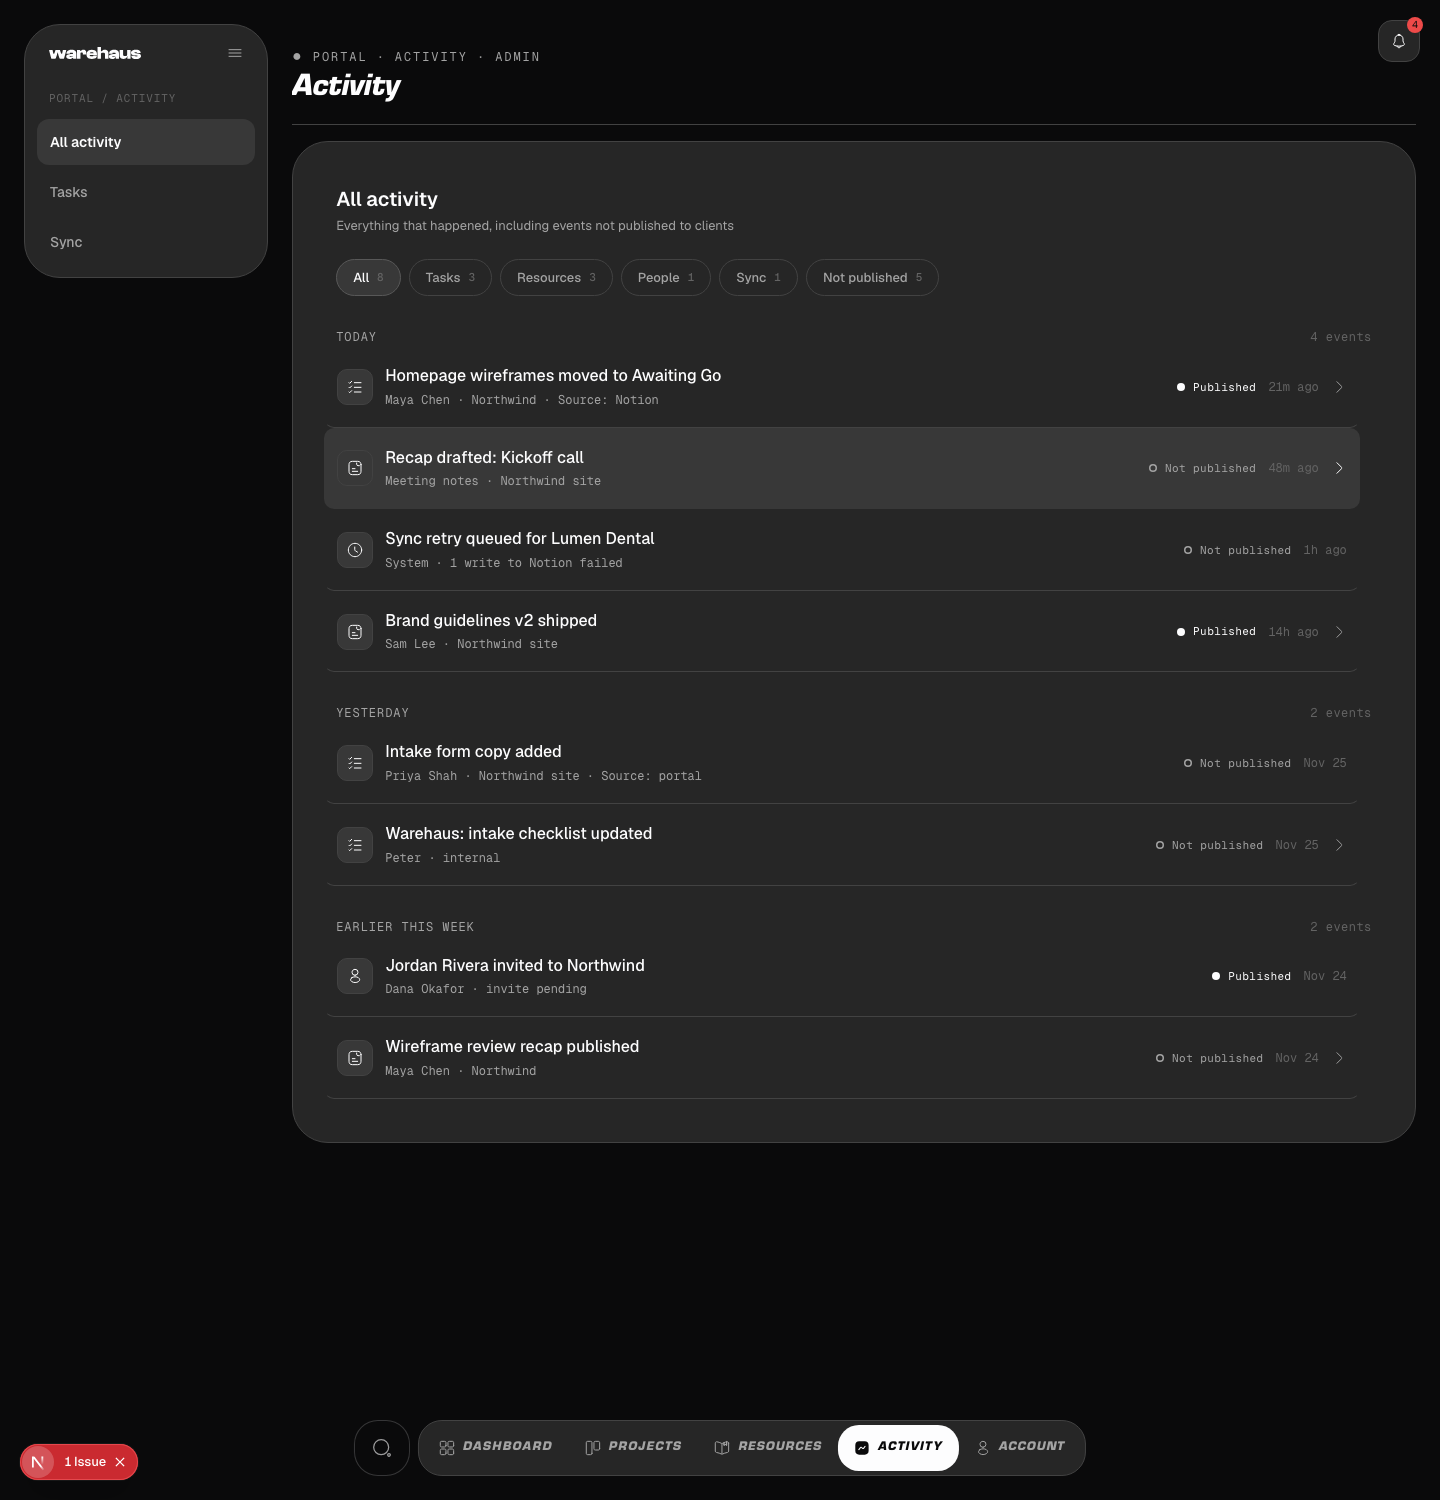 warehaus
PORTAL / ACTIVITY
All activity
Tasks
Sync
PORTAL · ACTIVITY · ADMIN
Activity
4
All activity
Everything that happened, including events not published to clients
All 8
Tasks 3
Resources 3
People 1
Sync 1
Not published 5
TODAY
4 events
Homepage wireframes moved to Awaiting Go
Maya Chen · Northwind · Source: Notion
Published 21m ago
Recap drafted: Kickoff call
Meeting notes · Northwind site
Not published 48m ago
Sync retry queued for Lumen Dental
System · 1 write to Notion failed
Not published 1h ago
Brand guidelines v2 shipped
Sam Lee · Northwind site
Published 14h ago
YESTERDAY
2 events
Intake form copy added
Priya Shah · Northwind site · Source: portal
Not published Nov 25
Warehaus: intake checklist updated
Peter · internal
Not published Nov 25
EARLIER THIS WEEK
2 events
Jordan Rivera invited to Northwind
Dana Okafor · invite pending
Published Nov 24
Wireframe review recap published
Maya Chen · Northwind
Not published Nov 24
DASHBOARD
PROJECTS
RESOURCES
ACTIVITY
ACCOUNT
N
1 Issue